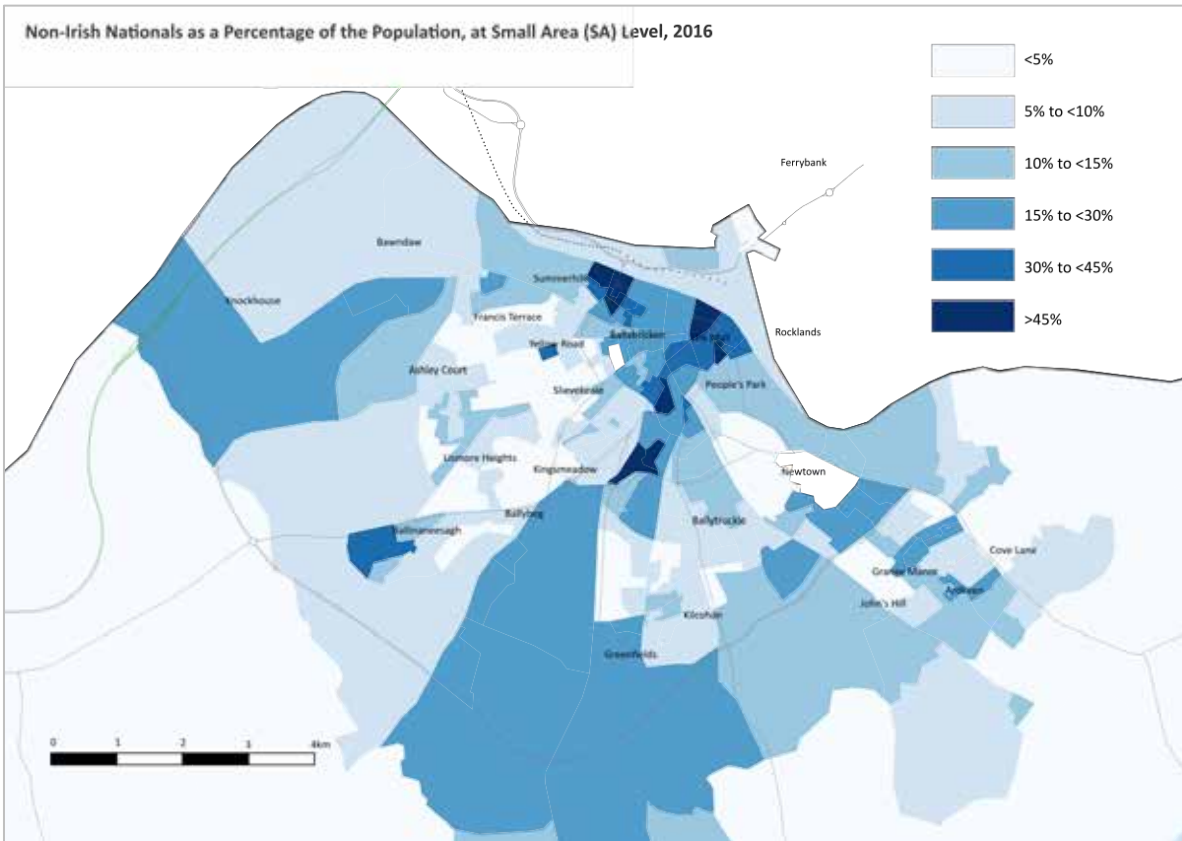 Non-Irish Nationals as a Percentage of the Population, at Small Area (SA) Level, 2016
<5%
5% to <10%
10% to <15%
15% to <30%
30% to <45%
>45%
Ferrybank
Bawndaw
Summerhill
Knockhouse
Francis Terrace
Ballybricken
Rocklands
Yellow Road
Ashley Court
People's Park
Slievekeale
Lismore Heights
Kingsmeadow
Newtown
Ballybeg
Ballytruckle
Cove Lane
Grange Manor
Ardkeen
John's Hill
Kilcohan
Greenfields
0 1 2 3 4km